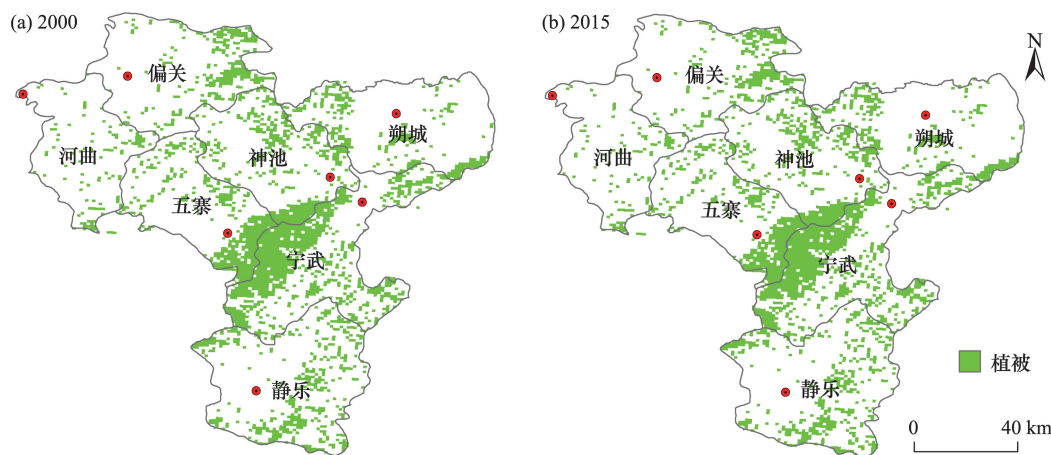 (a) 2000
偏关
朔城
河曲
神池
五寨
宁武
静乐
(b) 2015
N
偏关
朔城
河曲
神池
五寨
宁武
植被
静乐
0 40 km